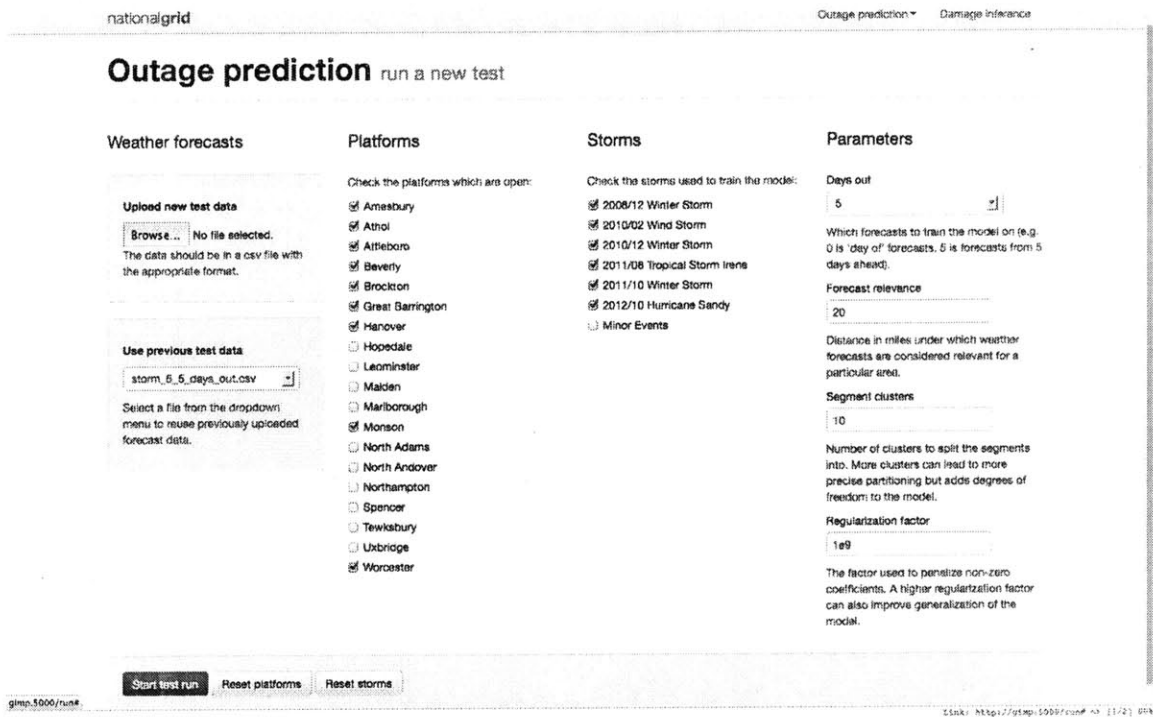 nationalgrid
Outage prediction
Damage inference
Outage prediction run a new test
Weather forecasts
Upload new test data
Browse... No file selected.
The data should be in a csv file with
the appropriate format.
Use previous test data
storm_5_5_days_out.csv
Select a file from the dropdown
menu to reuse previously uploaded
forecast data.
Platforms
Check the platforms which are open:
Amesbury
Athol
Attleboro
Beverly
Brockton
Great Barrington
Hanover
Hopedale
Leominster
Malden
Marlborough
Monson
North Adams
North Andover
Northampton
Spencer
Tewksbury
Uxbridge
Worcester
Storms
Check the storms used to train the model:
2008/12 Winter Storm
2010/02 Wind Storm
2010/12 Winter Storm
2011/08 Tropical Storm Irene
2011/10 Winter Storm
2012/10 Hurricane Sandy
Minor Events
Parameters
Days out
5
Which forecasts to train the model on (e.g.
0 is 'day of' forecasts, 5 is forecasts from 5
days ahead).
Forecast relevance
20
Distance in miles under which weather
forecasts are considered relevant for a
particular area.
Segment clusters
10
Number of clusters to split the segments
into. More clusters can lead to more
precise partitioning but adds degrees of
freedom to the model.
Regularization factor
1e9
The factor used to penalize non-zero
coefficients. A higher regularization factor
can also improve generalization of the
model.
Start test run
Reset platforms
Reset storms
gimp:5000/run#
Link: http://gimp:5000/run# <> [1/2]